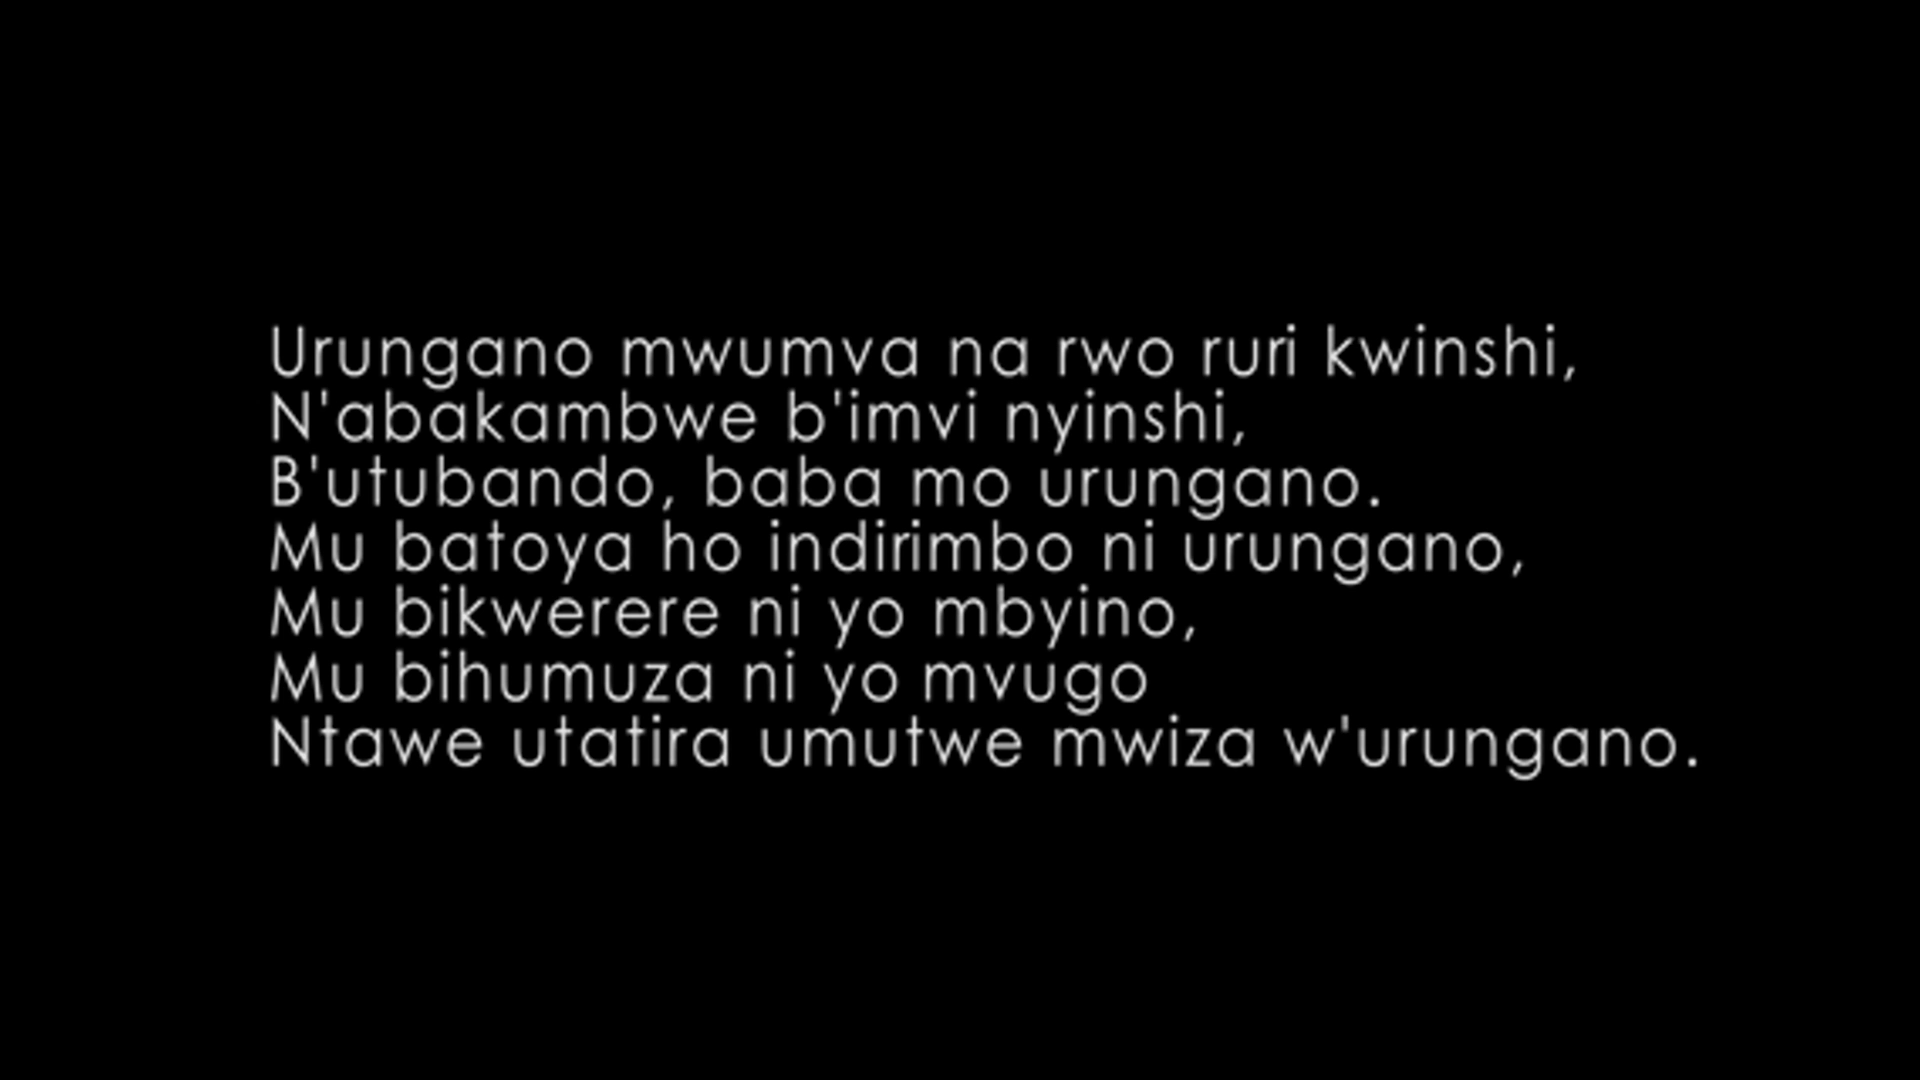 Urungano mwumva na rwo ruri kwinshi,
N'abakambwe b'imvi nyinshi,
B'utubando, baba mo urungano.
Mu batoya ho indirimbo ni urungano,
Mu bikwerere ni yo mbyino,
Mu bihumuza ni yo mvugo
Ntawe utatira umutwe mwiza w'urungano.